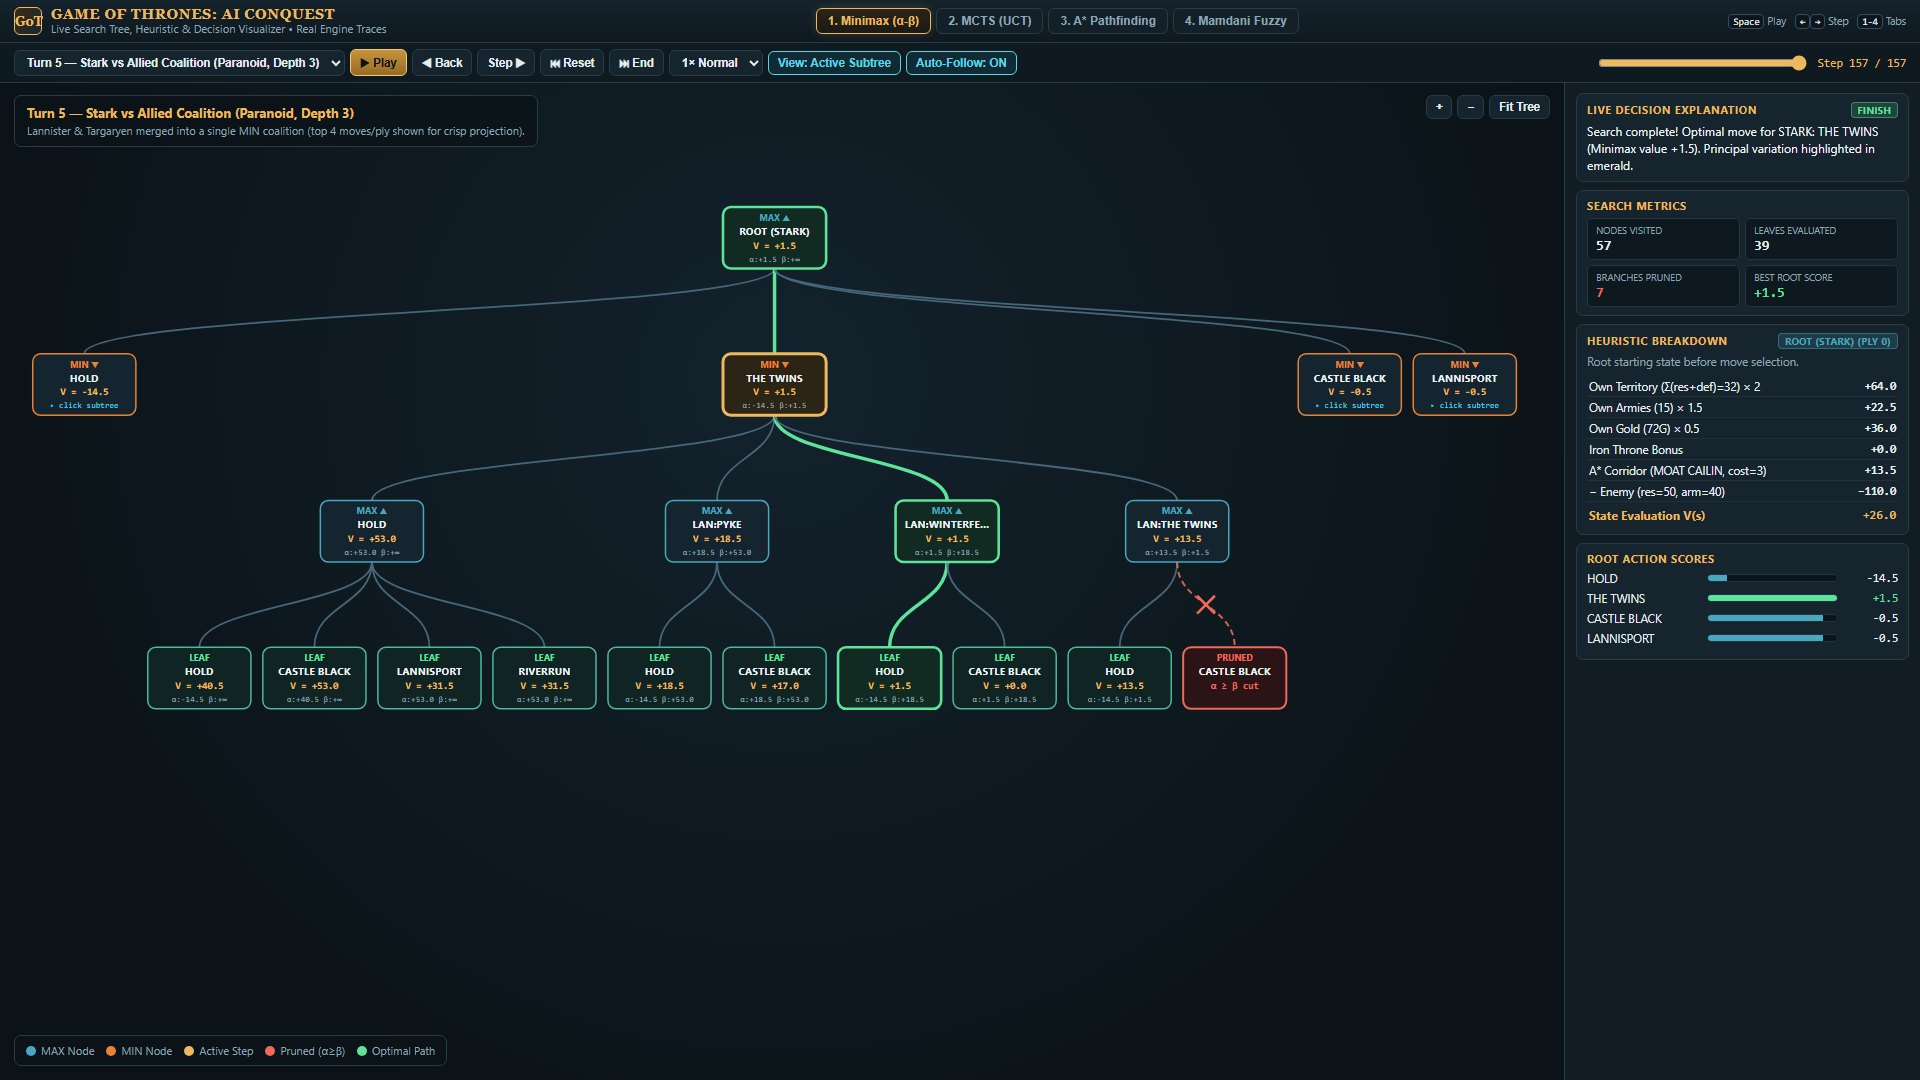 GoT
GAME OF THRONES: AI CONQUEST
Live Search Tree, Heuristic & Decision Visualizer • Real Engine Traces
1. Minimax (α-β)
2. MCTS (UCT)
3. A* Pathfinding
4. Mamdani Fuzzy
Space Play ← → Step 1-4 Tabs
Turn 5 — Stark vs Allied Coalition (Paranoid, Depth 3)
▶ Play
◀ Back
Step ▶
⏮ Reset
⏭ End
1× Normal
View: Active Subtree
Auto-Follow: ON
Step 157 / 157
Turn 5 — Stark vs Allied Coalition (Paranoid, Depth 3)
Lannister & Targaryen merged into a single MIN coalition (top 4 moves/ply shown for crisp projection).
+
−
Fit Tree
MAX ▲
ROOT (STARK)
V = +1.5
α:+1.5 β:+∞
MIN ▼
HOLD
V = -14.5
▸ click subtree
MIN ▼
THE TWINS
V = +1.5
α:-14.5 β:+1.5
MIN ▼
CASTLE BLACK
V = -0.5
▸ click subtree
MIN ▼
LANNISPORT
V = -0.5
▸ click subtree
MAX ▲
HOLD
V = +53.0
α:+53.0 β:+∞
MAX ▲
LAN:PYKE
V = +18.5
α:+18.5 β:+53.0
MAX ▲
LAN:WINTERFE...
V = +1.5
α:+1.5 β:+18.5
MAX ▲
LAN:THE TWINS
V = +13.5
α:+13.5 β:+1.5
LEAF
HOLD
V = +40.5
α:-14.5 β:+∞
LEAF
CASTLE BLACK
V = +53.0
α:+40.5 β:+∞
LEAF
LANNISPORT
V = +31.5
α:+53.0 β:+∞
LEAF
RIVERRUN
V = +31.5
α:+53.0 β:+∞
LEAF
HOLD
V = +18.5
α:-14.5 β:+53.0
LEAF
CASTLE BLACK
V = +17.0
α:+18.5 β:+53.0
LEAF
HOLD
V = +1.5
α:-14.5 β:+18.5
LEAF
CASTLE BLACK
V = +0.0
α:+1.5 β:+18.5
LEAF
HOLD
V = +13.5
α:-14.5 β:+1.5
PRUNED
CASTLE BLACK
α ≥ β cut
MAX Node
MIN Node
Active Step
Pruned (α≥β)
Optimal Path
LIVE DECISION EXPLANATION
FINISH
Search complete! Optimal move for STARK: THE TWINS
(Minimax value +1.5). Principal variation highlighted in
emerald.
SEARCH METRICS
NODES VISITED
57
LEAVES EVALUATED
39
BRANCHES PRUNED
7
BEST ROOT SCORE
+1.5
HEURISTIC BREAKDOWN
ROOT (STARK) (PLY 0)
Root starting state before move selection.
Own Territory (Σ(res+def)=32) × 2 +64.0
Own Armies (15) × 1.5 +22.5
Own Gold (72G) × 0.5 +36.0
Iron Throne Bonus +0.0
A* Corridor (MOAT CAILIN, cost=3) +13.5
− Enemy (res=50, arm=40) -110.0
State Evaluation V(s) +26.0
ROOT ACTION SCORES
HOLD -14.5
THE TWINS +1.5
CASTLE BLACK -0.5
LANNISPORT -0.5